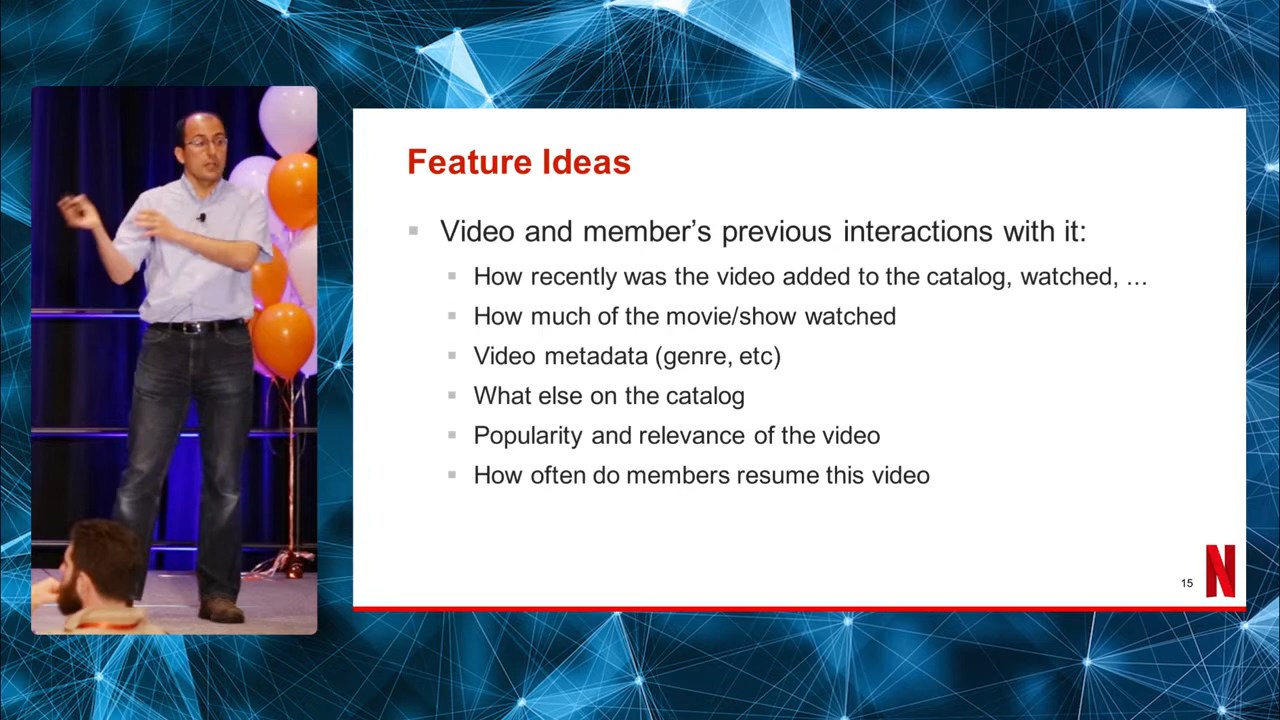 Feature Ideas
Video and member’s previous interactions with it:
How recently was the video added to the catalog, watched, …
How much of the movie/show watched
Video metadata (genre, etc)
What else on the catalog
Popularity and relevance of the video
How often do members resume this video
15
N